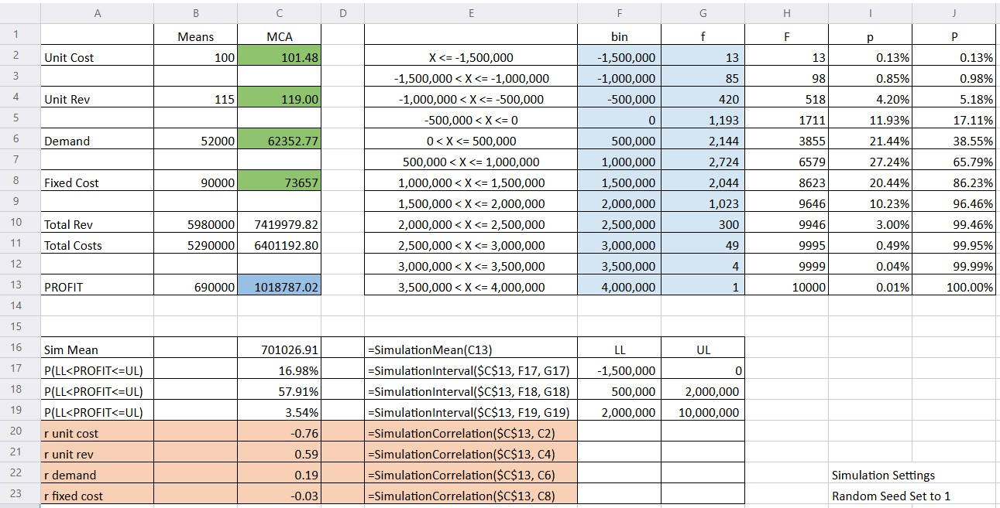 A B C D E F G H I J
1 Means MCA bin f F p P
2 Unit Cost 100 101.48 X <= -1,500,000 -1,500,000 13 13 0.13% 0.13%
3 -1,500,000 < X <= -1,000,000 -1,000,000 85 98 0.85% 0.98%
4 Unit Rev 115 119.00 -1,000,000 < X <= -500,000 -500,000 420 518 4.20% 5.18%
5 -500,000 < X <= 0 0 1,193 1711 11.93% 17.11%
6 Demand 52000 62352.77 0 < X <= 500,000 500,000 2,144 3855 21.44% 38.55%
7 500,000 < X <= 1,000,000 1,000,000 2,724 6579 27.24% 65.79%
8 Fixed Cost 90000 73657 1,000,000 < X <= 1,500,000 1,500,000 2,044 8623 20.44% 86.23%
9 1,500,000 < X <= 2,000,000 2,000,000 1,023 9646 10.23% 96.46%
10 Total Rev 5980000 7419979.82 2,000,000 < X <= 2,500,000 2,500,000 300 9946 3.00% 99.46%
11 Total Costs 5290000 6401192.80 2,500,000 < X <= 3,000,000 3,000,000 49 9995 0.49% 99.95%
12 3,000,000 < X <= 3,500,000 3,500,000 4 9999 0.04% 99.99%
13 PROFIT 690000 1018787.02 3,500,000 < X <= 4,000,000 4,000,000 1 10000 0.01% 100.00%
14
15
16 Sim Mean 701026.91 =SimulationMean(C13) LL UL
17 P(LL<PROFIT<=UL) 16.98% =SimulationInterval($C$13, F17, G17) -1,500,000 0
18 P(LL<PROFIT<=UL) 57.91% =SimulationInterval($C$13, F18, G18) 500,000 2,000,000
19 P(LL<PROFIT<=UL) 3.54% =SimulationInterval($C$13, F19, G19) 2,000,000 10,000,000
20 r unit cost -0.76 =SimulationCorrelation($C$13, C2)
21 r unit rev 0.59 =SimulationCorrelation($C$13, C4)
22 r demand 0.19 =SimulationCorrelation($C$13, C6) Simulation Settings
23 r fixed cost -0.03 =SimulationCorrelation($C$13, C8) Random Seed Set to 1